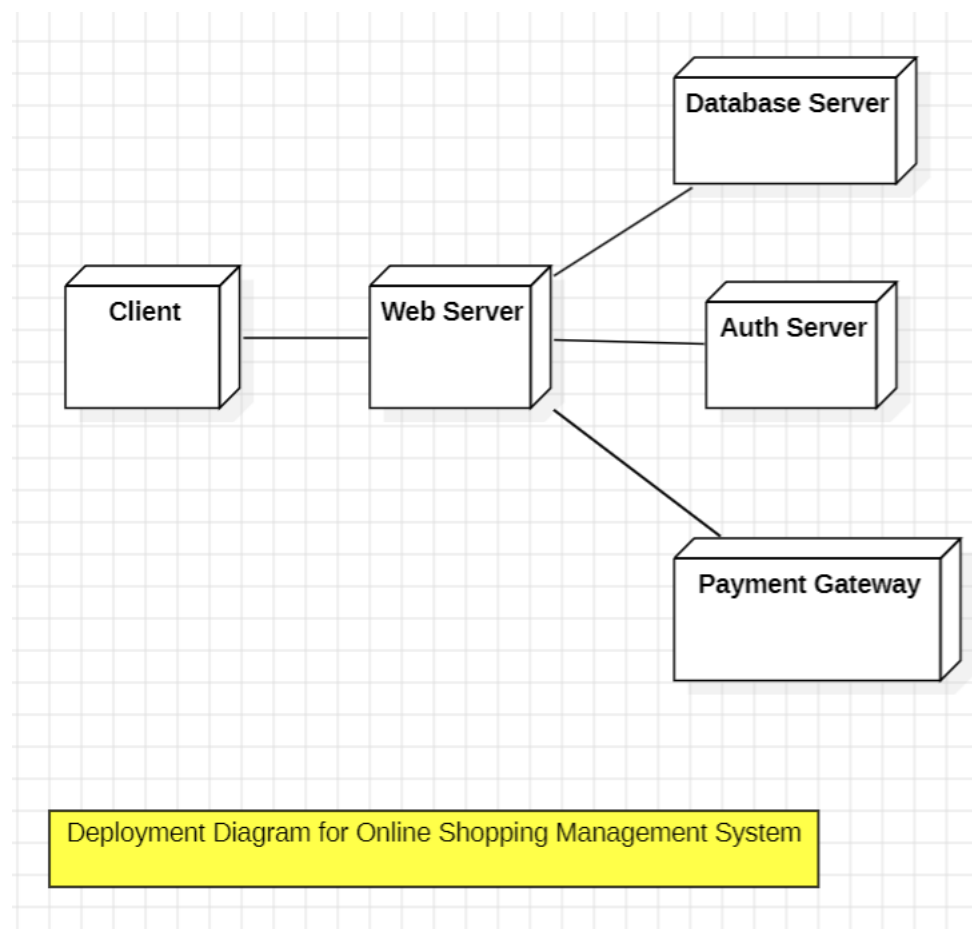 Database Server
Client
Web Server
Auth Server
Payment Gateway
Deployment Diagram for Online Shopping Management System